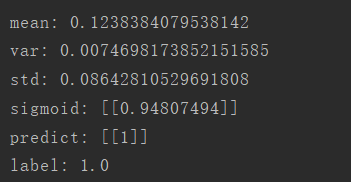 mean: 0.1238384079538142
var: 0.0074698173852151585
std: 0.08642810529691808
sigmoid: [[0.94807494]]
predict: [[1]]
label: 1.0